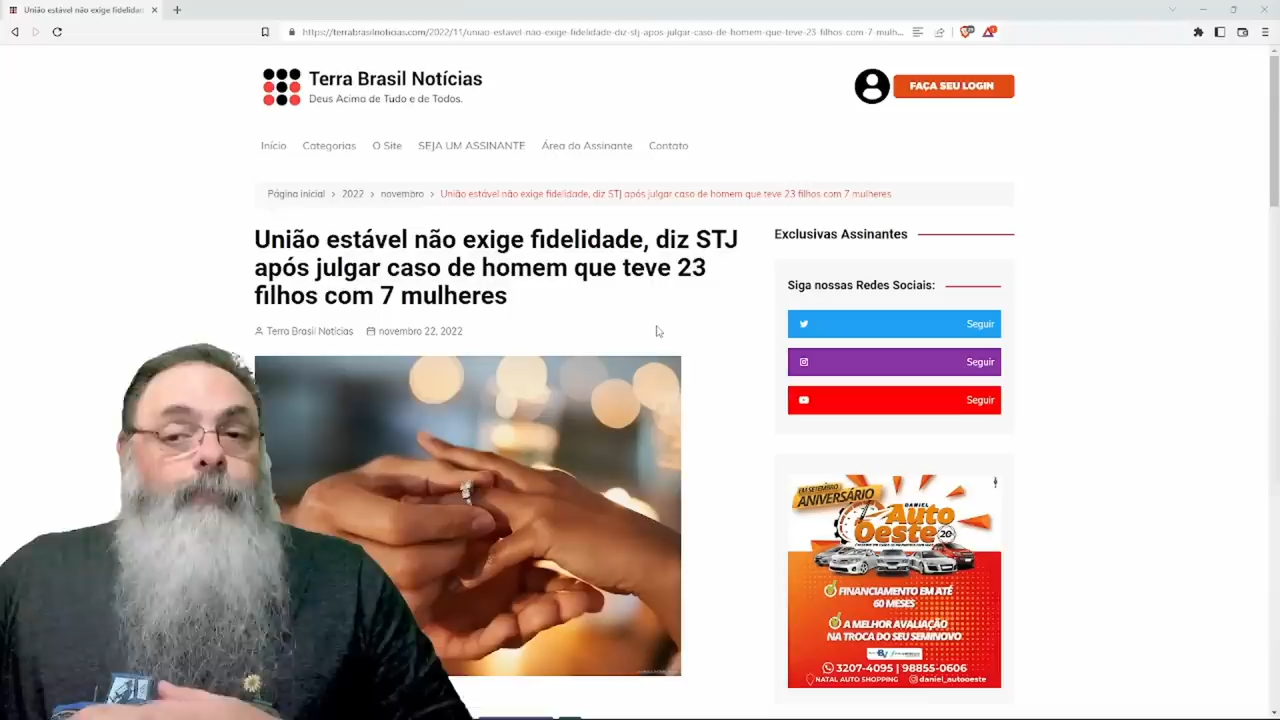 União estável não exige fidelidad
https://terrabrasilnoticias.com/2022/11/uniao-estavel-nao-exige-fidelidade-diz-stj-apos-julgar-caso-de-homem-que-teve-23-filhos-com-7-mulh...
Terra Brasil Notícias
Deus Acima de Tudo e de Todos.
FAÇA SEU LOGIN
Início Categorias O Site SEJA UM ASSINANTE Área do Assinante Contato
Página inicial > 2022 > novembro > União estável não exige fidelidade, diz STJ após julgar caso de homem que teve 23 filhos com 7 mulheres
União estável não exige fidelidade, diz STJ
após julgar caso de homem que teve 23
filhos com 7 mulheres
Terra Brasil Notícias novembro 22, 2022
Exclusivas Assinantes
Siga nossas Redes Sociais:
Seguir
Seguir
Seguir
EM SETEMBRO
ANIVERSÁRIO
DANIEL
Auto
Oeste
20
FINANCIAMENTO EM ATÉ
60 MESES
A MELHOR AVALIAÇÃO
NA TROCA DO SEU SEMINOVO
3207-4095 | 98855-0606
NATAL AUTO SHOPPING daniel_autooeste